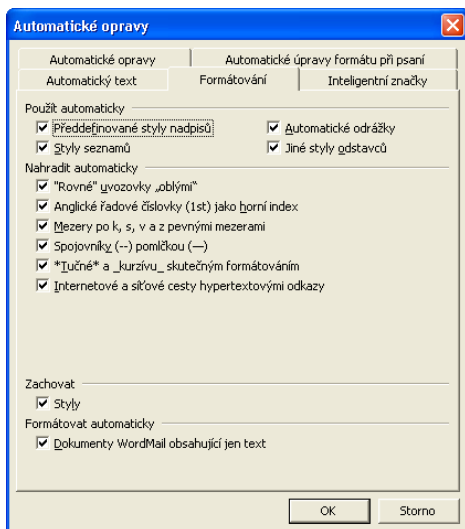 Automatické opravy
Automatické opravy Automatické úpravy formátu při psaní
Automatický text Formátování Inteligentní značky
Použít automaticky
Předdefinované styly nadpisů Automatické odrážky
Styly seznamů Jiné styly odstavců
Nahradit automaticky
"Rovné" uvozovky „oblými“
Anglické řadové číslovky (1st) jako horní index
Mezery po k, s, v a z pevnými mezerami
Spojovníky (--) pomlčkou (—)
*Tučné* a _kurzívu_ skutečným formátováním
Internetové a síťové cesty hypertextovými odkazy
Zachovat
Styly
Formátovat automaticky
Dokumenty WordMail obsahující jen text
OK Storno